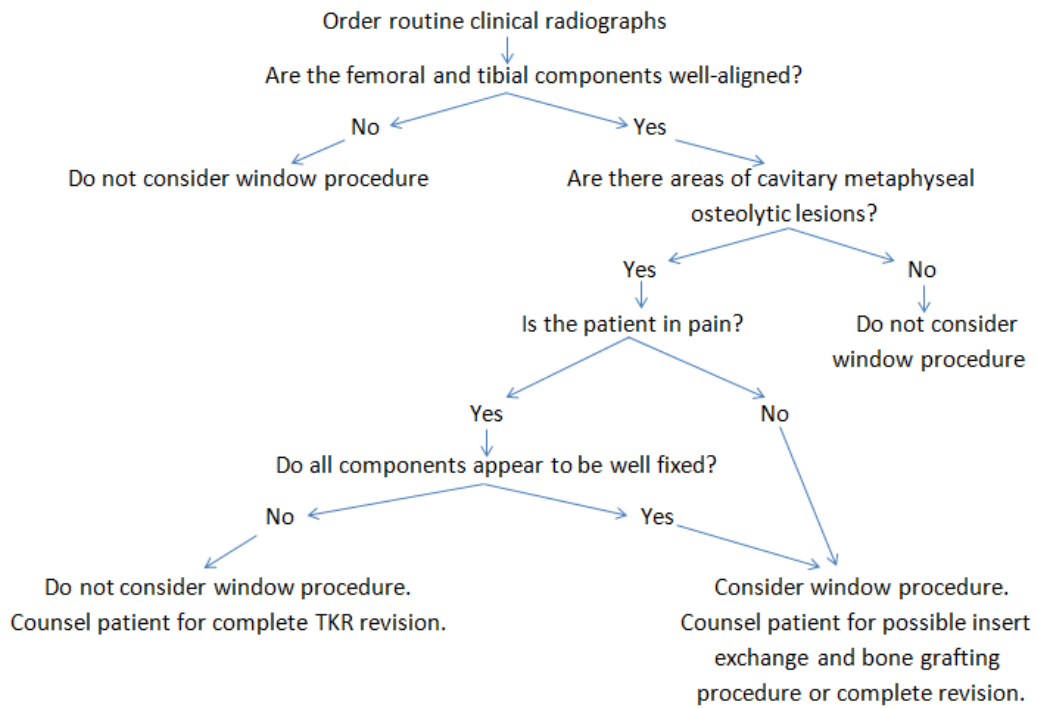 Order routine clinical radiographs
Are the femoral and tibial components well-aligned?
No
Yes
Do not consider window procedure
Are there areas of cavitary metaphyseal
osteolytic lesions?
Yes
No
Is the patient in pain?
Do not consider
window procedure
Yes
No
Do all components appear to be well fixed?
No
Yes
Do not consider window procedure.
Counsel patient for complete TKR revision.
Consider window procedure.
Counsel patient for possible insert
exchange and bone grafting
procedure or complete revision.